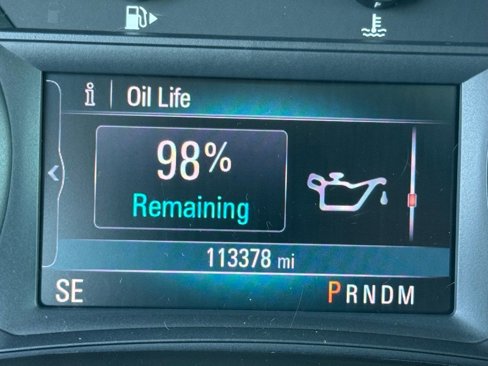 i | Oil Life
98%
Remaining
113378 mi
SE
PRNDM